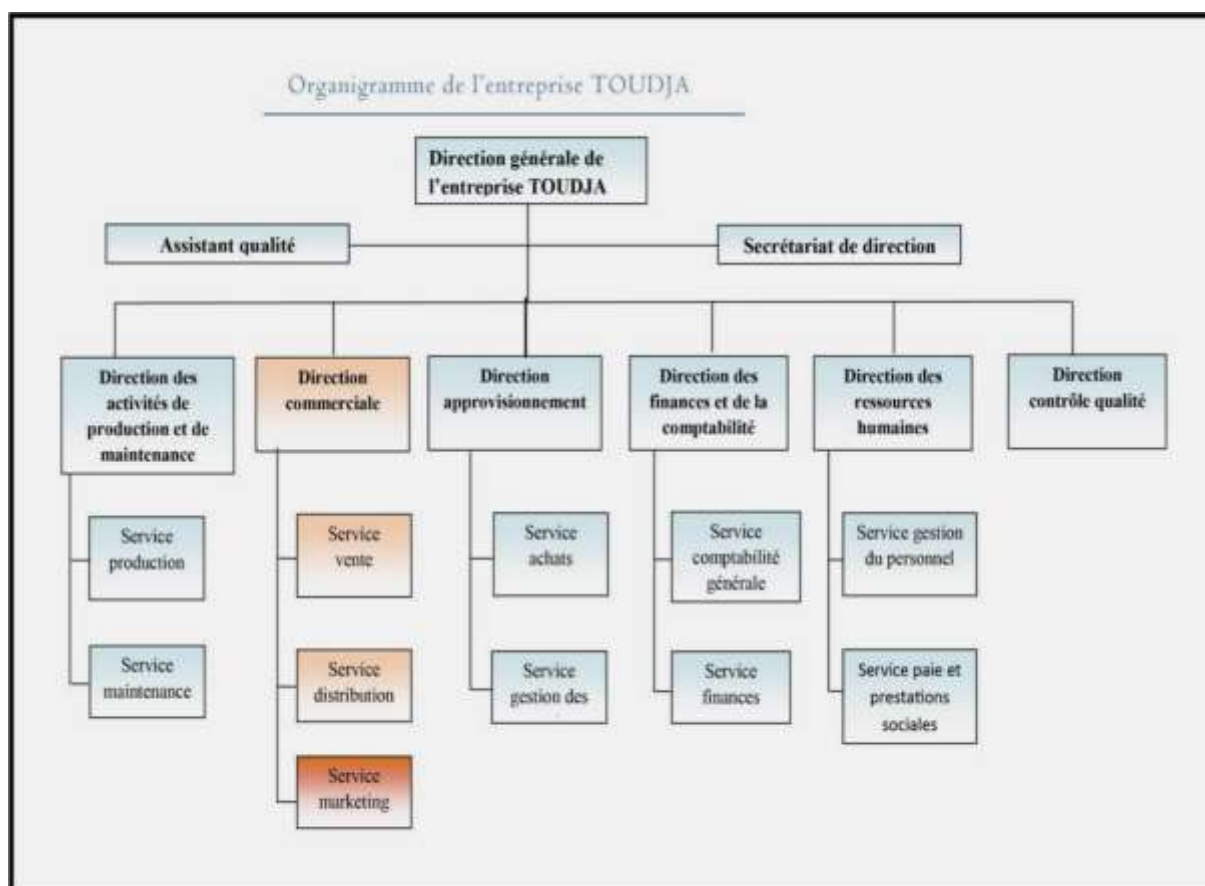 Organigramme de l'entreprise TOUDJA
Direction générale de
l'entreprise TOUDJA
Assistant qualité
Secrétariat de direction
Direction des
activités de
production et de
maintenance
Direction
commerciale
Direction
approvisionnement
Direction des
finances et de la
comptabilité
Direction des
ressources
humaines
Direction
contrôle qualité
Service
production
Service
vente
Service
achats
Service
comptabilité
générale
Service gestion
du personnel
Service
maintenance
Service
distribution
Service
gestion des
Service
finances
Service paie et
prestations
sociales
Service
marketing